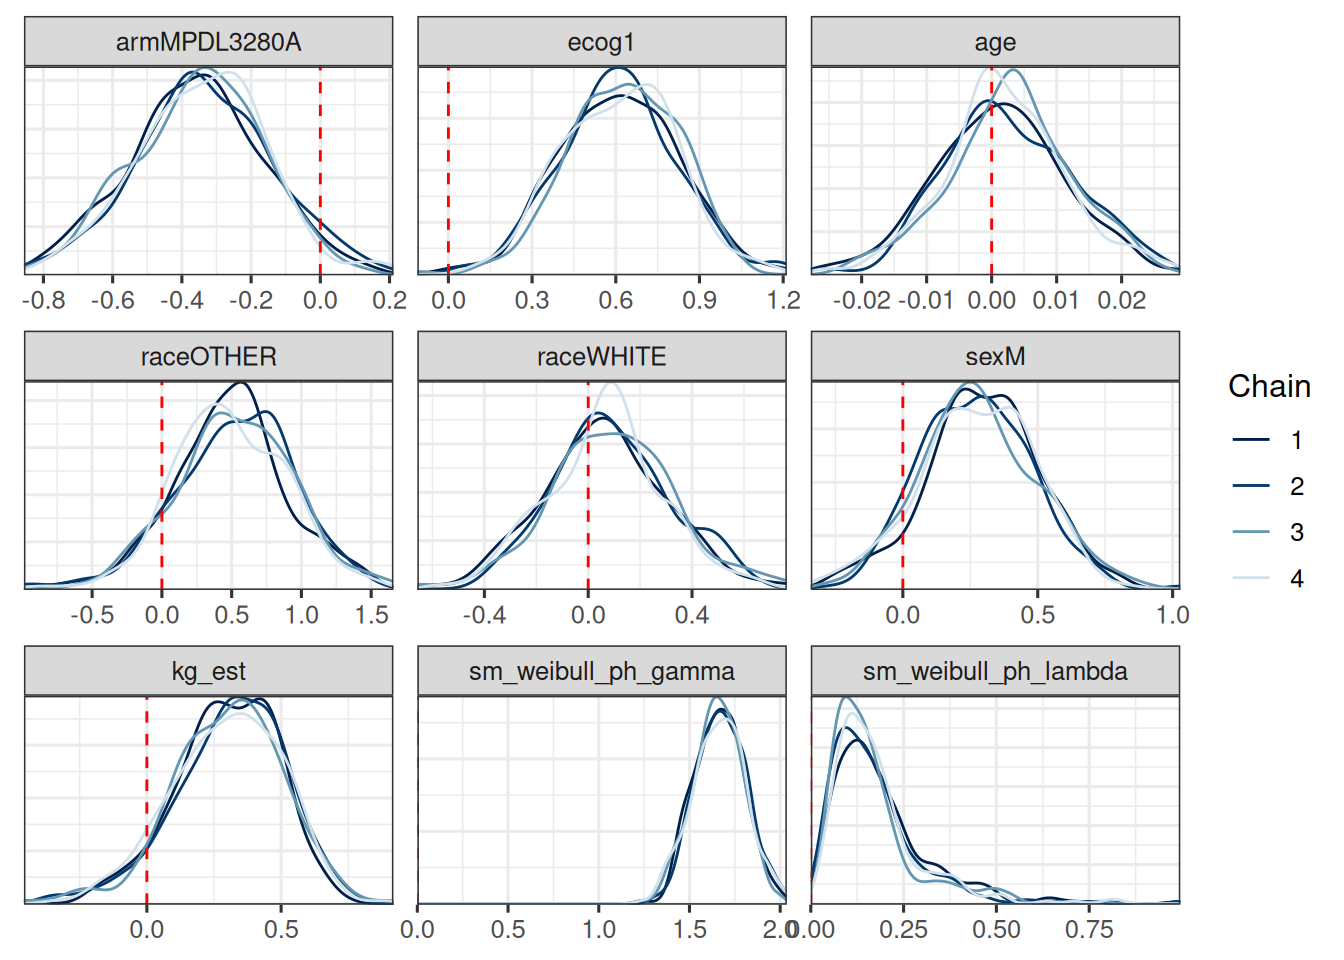 armMPDL3280A ecog1 age
-0.8 -0.6 -0.4 -0.2 0.0 0.2 0.0 0.3 0.6 0.9 1.2 -0.02 -0.01 0.00 0.01 0.02
raceOTHER raceWHITE sexM
Chain
1
2
3
4
-0.5 0.0 0.5 1.0 1.5 -0.4 0.0 0.4 0.0 0.5 1.0
kg_est sm_weibull_ph_gamma sm_weibull_ph_lambda
0.0 0.5 0.0 0.5 1.0 1.5 2.0 0.00 0.25 0.50 0.75